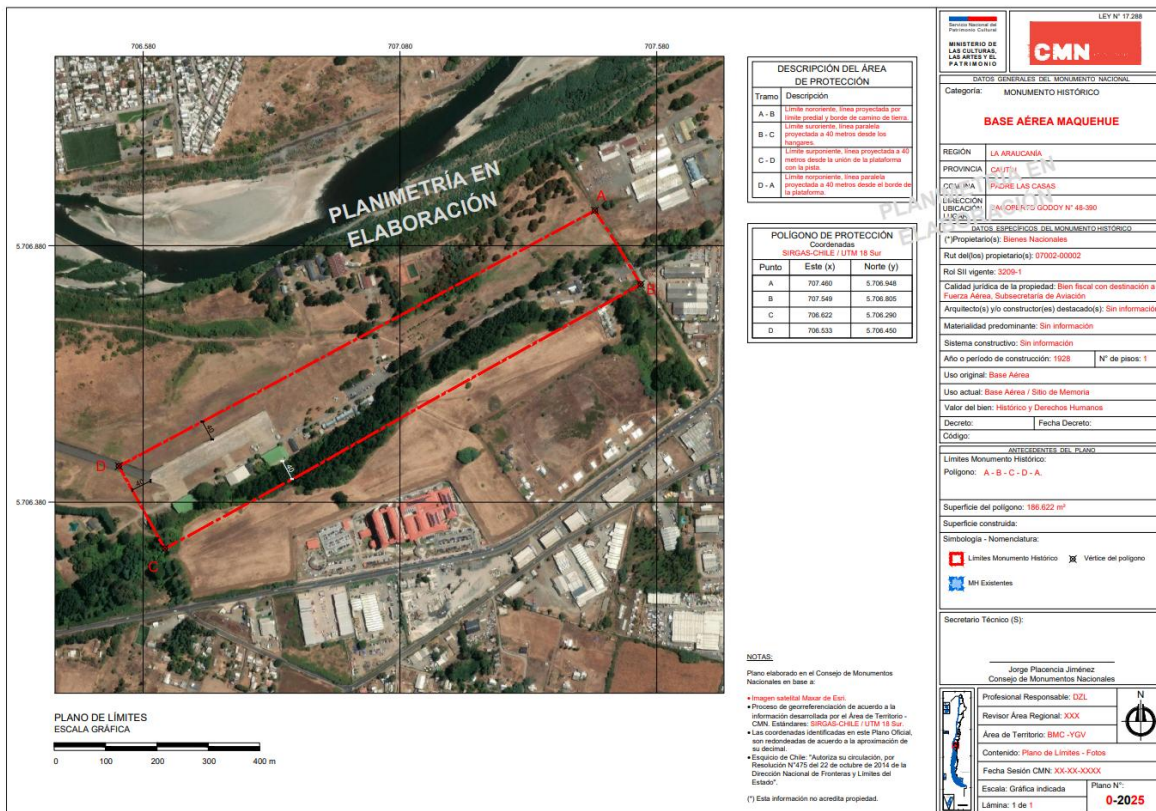 706.580
707.080
707.580
5.706.880
5.706.380
PLANIMETRÍA EN
ELABORACIÓN
A
B
C
D
40
40
40
PLANO DE LÍMITES
ESCALA GRÁFICA
0 100 200 300 400 m
DESCRIPCIÓN DEL ÁREA
DE PROTECCIÓN
Tramo Descripción
A - B Límite nororiente, línea proyectada por
límite predial y borde de camino de tierra.
B - C Límite suroriente, línea paralela
proyectada a 40 metros desde los
hangares.
C - D Límite surponiente, línea proyectada a 40
metros desde la unión de la plataforma
con la pista.
D - A Límite norponiente, línea paralela
proyectada a 40 metros desde el borde de
la plataforma.
POLÍGONO DE PROTECCIÓN
Coordenadas
SIRGAS-CHILE / UTM 18 Sur
Punto Este (x) Norte (y)
A 707.460 5.706.948
B 707.549 5.706.805
C 706.622 5.706.290
D 706.533 5.706.450
NOTAS:
Plano elaborado en el Consejo de Monumentos
Nacionales en base a:
• Imagen satelital Maxar de Esri.
• Proceso de georreferenciación de acuerdo a la
información desarrollada por el Área de Territorio -
CMN. Estándares: SIRGAS-CHILE / UTM 18 Sur.
• Las coordenadas identificadas en este Plano Oficial,
son redondeadas de acuerdo a la aproximación de
su decimal.
• Esquicio de Chile: "Autoriza su circulación, por
Resolución N°475 del 22 de octubre de 2014 de la
Dirección Nacional de Fronteras y Límites del
Estado".
(*) Esta información no acredita propiedad.
Servicio Nacional del
Patrimonio Cultural
MINISTERIO DE
LAS CULTURAS,
LAS ARTES Y EL
PATRIMONIO
LEY N° 17.288
CMN
DATOS GENERALES DEL MONUMENTO NACIONAL
Categoría: MONUMENTO HISTÓRICO
BASE AÉREA MAQUEHUE
REGIÓN LA ARAUCANÍA
PROVINCIA CAUTÍN
COMUNA PADRE LAS CASAS
DIRECCIÓN
UBICACIÓN
LUGAR GODOY N° 48-390
PLANIMETRÍA EN
ELABORACIÓN
DATOS ESPECÍFICOS DEL MONUMENTO HISTÓRICO
(*)Propietario(s): Bienes Nacionales
Rut del(los) propietario(s): 07002-00002
Rol SII vigente: 3209-1
Calidad jurídica de la propiedad: Bien fiscal con destinación a
Fuerza Aérea, Subsecretaría de Aviación
Arquitecto(s) y/o constructor(es) destacado(s): Sin información
Materialidad predominante: Sin información
Sistema constructivo: Sin información
Año o período de construcción: 1928 N° de pisos: 1
Uso original: Base Aérea
Uso actual: Base Aérea / Sitio de Memoria
Valor del bien: Histórico y Derechos Humanos
Decreto: Fecha Decreto:
Código:
ANTECEDENTES DEL PLANO
Límites Monumento Histórico:
Polígono: A - B - C - D - A.
Superficie del polígono: 186.622 m²
Superficie construida:
Simbología - Nomenclatura:
Límites Monumento Histórico Vértice del polígono
MH Existentes
Secretario Técnico (S):
Jorge Placencia Jiménez
Consejo de Monumentos Nacionales
Profesional Responsable: DZL
Revisor Área Regional: XXX
Área de Territorio: BMC -YGV
N
Contenido: Plano de Límites - Fotos
Fecha Sesión CMN: XX-XX-XXXX
Escala: Gráfica indicada
Plano N°:
0-2025
Lámina: 1 de 1